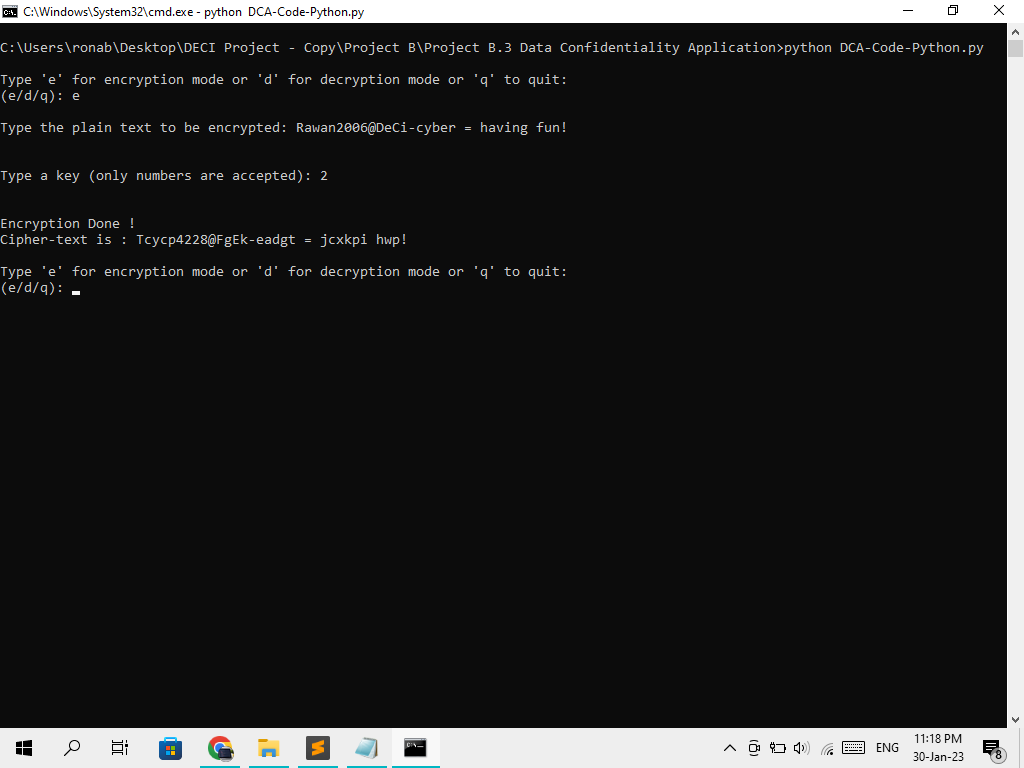 C:\Windows\System32\cmd.exe - python  DCA-Code-Python.py
C:\Users\ronab\Desktop\DECI Project - Copy\Project B\Project B.3 Data Confidentiality Application>python DCA-Code-Python.py
Type 'e' for encryption mode or 'd' for decryption mode or 'q' to quit:
(e/d/q): e
Type the plain text to be encrypted: Rawan2006@DeCi-cyber = having fun!
Type a key (only numbers are accepted): 2
Encryption Done !
Cipher-text is : Tcycp4228@FgEk-eadgt = jcxkpi hwp!
Type 'e' for encryption mode or 'd' for decryption mode or 'q' to quit:
(e/d/q):
ENG
11:18 PM
30-Jan-23
8